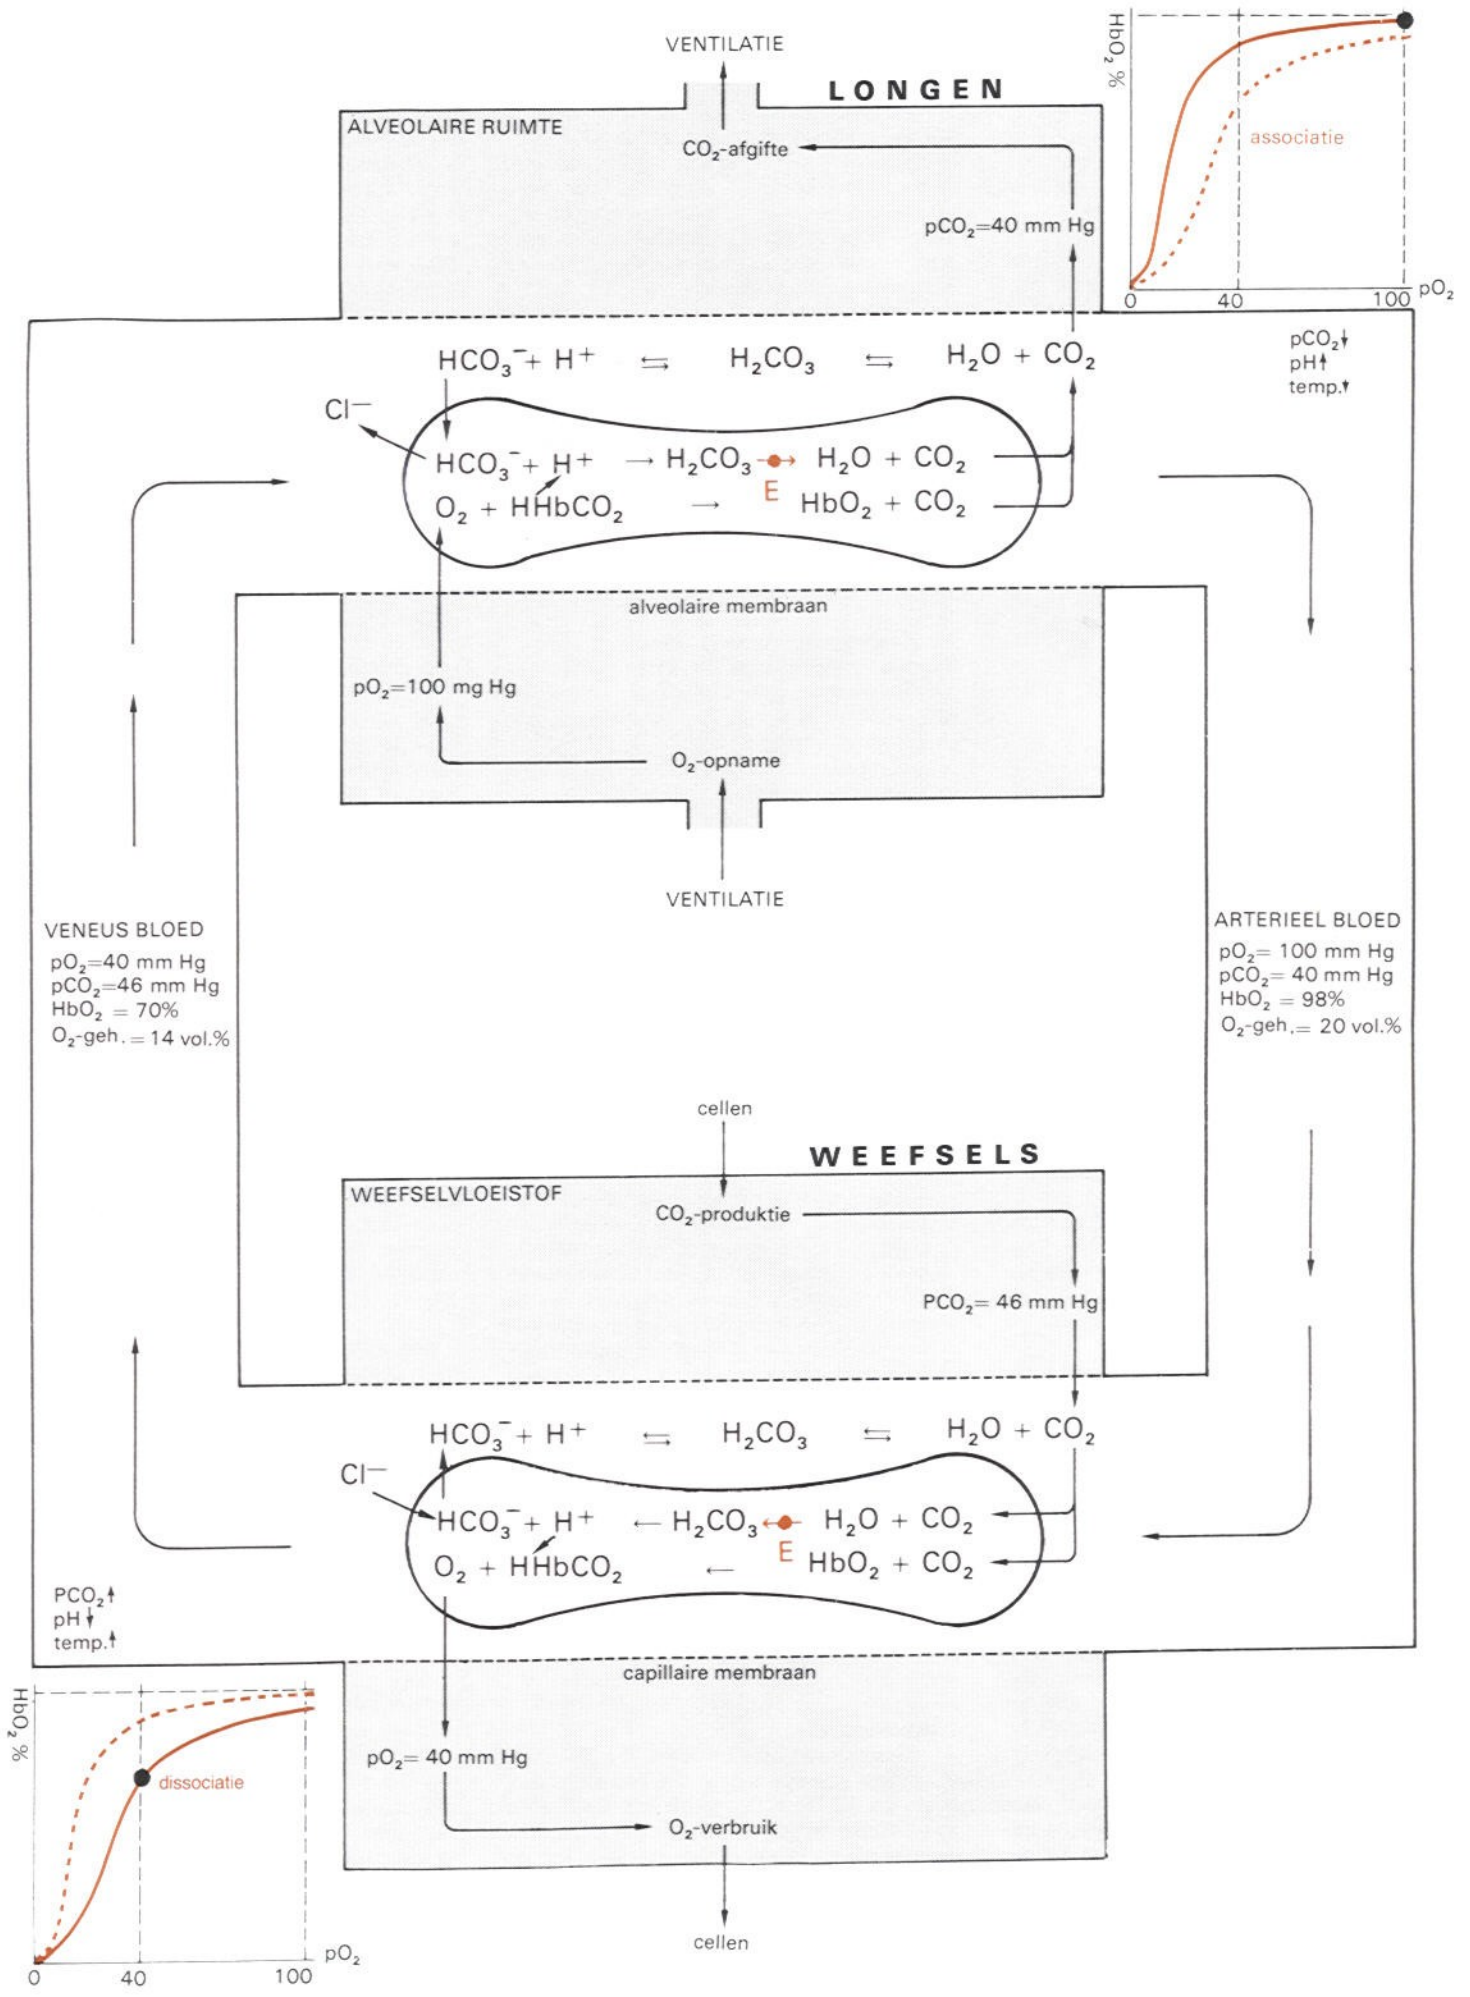 VENTILATIE
LONGEN
ALVEOLAIRE RUIMTE
CO₂-afgifte
pCO₂=40 mm Hg
HbO₂ %
associatie
0 40 100 pO₂
pCO₂↓
pH↑
temp.↓
HCO₃⁻ + H⁺ ⇆ H₂CO₃ ⇆ H₂O + CO₂
Cl⁻
HCO₃⁻ + H⁺ → H₂CO₃ → H₂O + CO₂
E
O₂ + HHbCO₂ → HbO₂ + CO₂
alveolaire membraan
pO₂=100 mg Hg
O₂-opname
VENTILATIE
VENEUS BLOED
pO₂=40 mm Hg
pCO₂=46 mm Hg
HbO₂ = 70%
O₂-geh. = 14 vol.%
ARTERIEEL BLOED
pO₂= 100 mm Hg
pCO₂= 40 mm Hg
HbO₂ = 98%
O₂-geh. = 20 vol.%
cellen
WEEFSELS
WEEFSELVLOEISTOF
CO₂-produktie
PCO₂= 46 mm Hg
HCO₃⁻ + H⁺ ⇆ H₂CO₃ ⇆ H₂O + CO₂
Cl⁻
HCO₃⁻ + H⁺ ← H₂CO₃ ← H₂O + CO₂
E
O₂ + HHbCO₂ ← HbO₂ + CO₂
PCO₂↑
pH↓
temp.↑
capillaire membraan
pO₂= 40 mm Hg
O₂-verbruik
cellen
HbO₂ %
dissociatie
0 40 100 pO₂